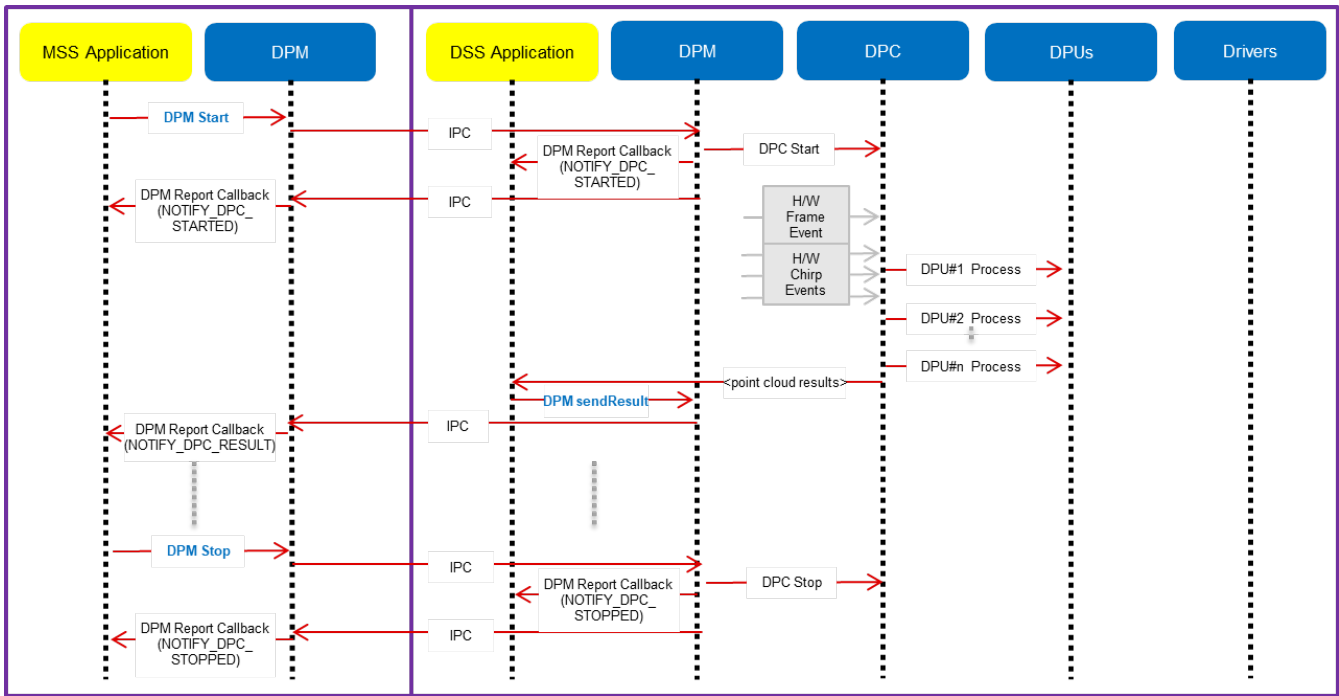 MSS Application
DPM
DSS Application
DPM
DPC
DPUs
Drivers
DPM Start
IPC
DPM Report Callback
(NOTIFY_DPC_
STARTED)
DPC Start
DPM Report Callback
(NOTIFY_DPC_
STARTED)
IPC
H/W
Frame
Event
H/W
Chirp
Events
DPU#1 Process
DPU#2 Process
DPU#n Process
<point cloud results>
DPM sendResult
DPM Report Callback
(NOTIFY_DPC_RESULT)
IPC
DPM Stop
IPC
DPM Report Callback
(NOTIFY_DPC_
STOPPED)
DPC Stop
DPM Report Callback
(NOTIFY_DPC_
STOPPED)
IPC